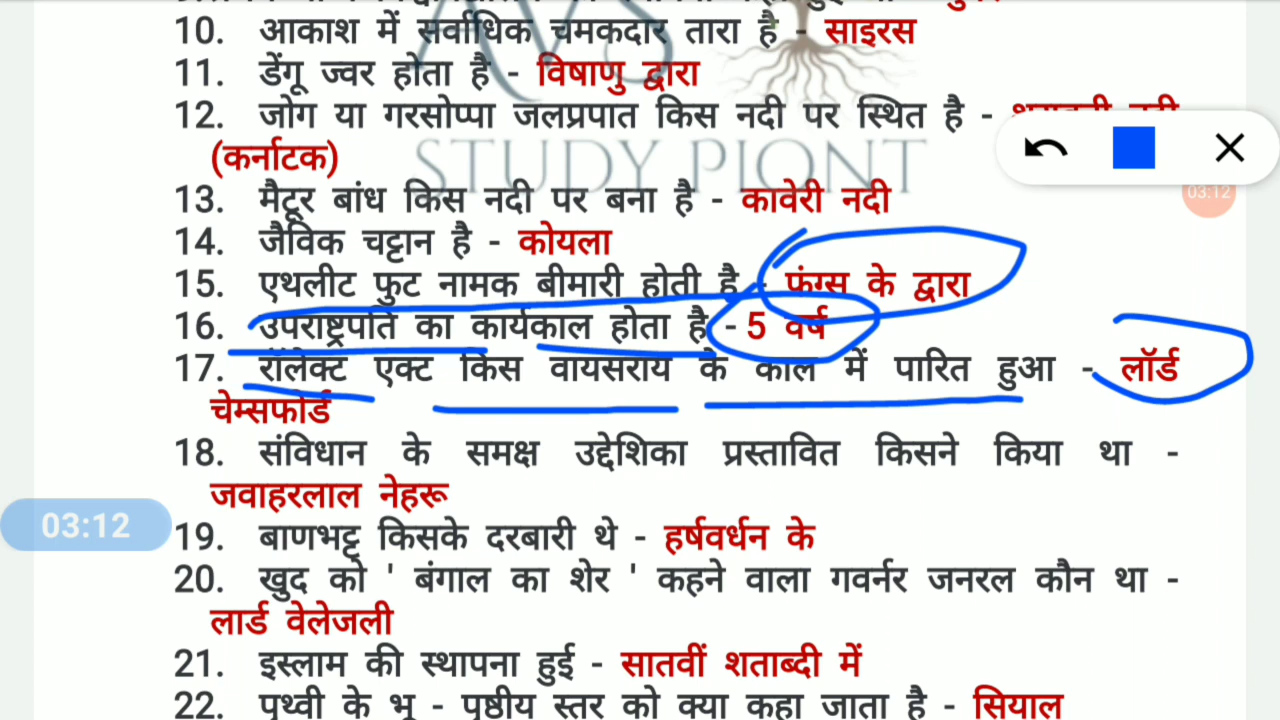 10. आकाश में सर्वाधिक चमकदार तारा है - साइरस
11. डेंगू ज्वर होता है - विषाणु द्वारा
12. जोग या गरसोप्पा जलप्रपात किस नदी पर स्थित है -
(कर्नाटक)
STUDY PIONT
03:12
13. मैटूर बांध किस नदी पर बना है - कावेरी नदी
14. जैविक चट्टान है - कोयला
15. एथलीट फुट नामक बीमारी होती है - फंग्स के द्वारा
16. उपराष्ट्रपति का कार्यकाल होता है - 5 वर्ष
17. रॉलेक्ट एक्ट किस वायसराय के काल में पारित हुआ - लॉर्ड
चेम्सफोर्ड
18. संविधान के समक्ष उद्देशिका प्रस्तावित किसने किया था -
जवाहरलाल नेहरू
03:12
19. बाणभट्ट किसके दरबारी थे - हर्षवर्धन के
20. खुद को ' बंगाल का शेर ' कहने वाला गवर्नर जनरल कौन था -
लार्ड वेलेजली
21. इस्लाम की स्थापना हुई - सातवीं शताब्दी में
22. पृथ्वी के भू - पृष्ठीय स्तर को क्या कहा जाता है - सियाल